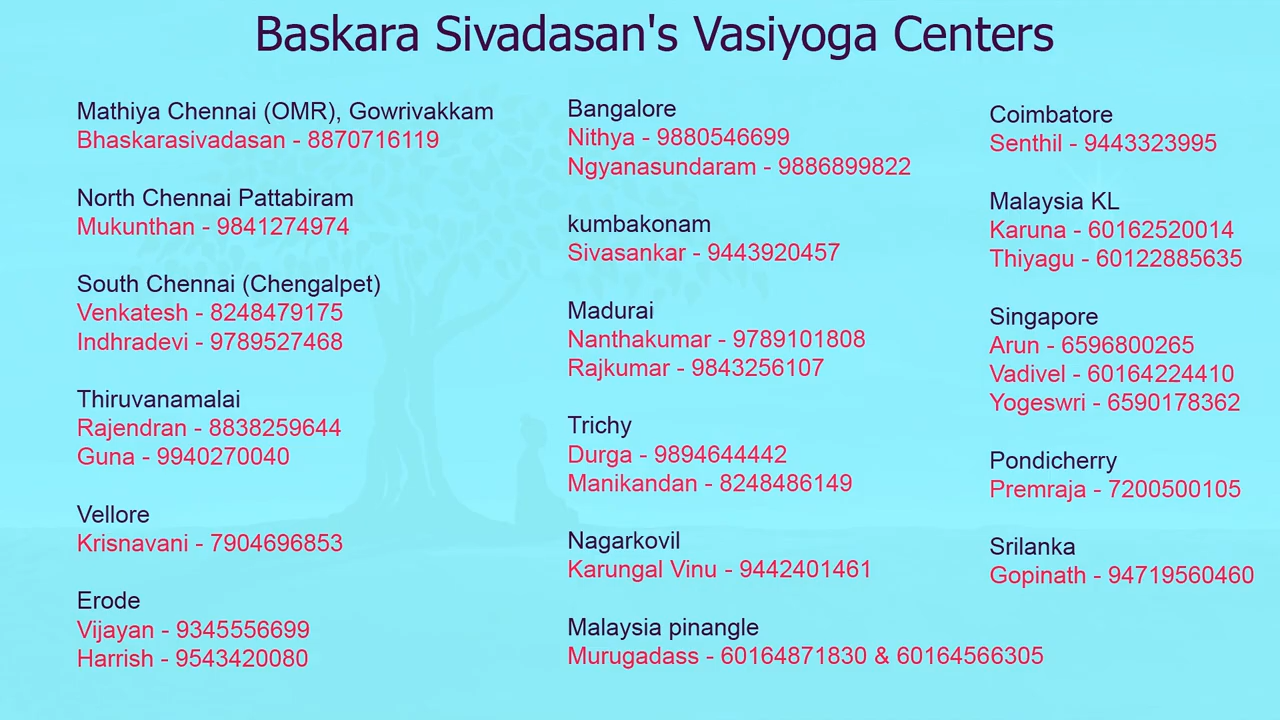 Baskara Sivadasan's Vasiyoga Centers
Mathiya Chennai (OMR), Gowrivakkam
Bhaskarasivadasan - 8870716119
North Chennai Pattabiram
Mukunthan - 9841274974
South Chennai (Chengalpet)
Venkatesh - 8248479175
Indhradevi - 9789527468
Thiruvanamalai
Rajendran - 8838259644
Guna - 9940270040
Vellore
Krisnavani - 7904696853
Erode
Vijayan - 9345556699
Harrish - 9543420080
Bangalore
Nithya - 9880546699
Ngyanasundaram - 9886899822
kumbakonam
Sivasankar - 9443920457
Madurai
Nanthakumar - 9789101808
Rajkumar - 9843256107
Trichy
Durga - 9894644442
Manikandan - 8248486149
Nagarkovil
Karungal Vinu - 9442401461
Malaysia pinangle
Murugadass - 60164871830 & 60164566305
Coimbatore
Senthil - 9443323995
Malaysia KL
Karuna - 60162520014
Thiyagu - 60122885635
Singapore
Arun - 6596800265
Vadivel - 60164224410
Yogeswri - 6590178362
Pondicherry
Premraja - 7200500105
Srilanka
Gopinath - 94719560460